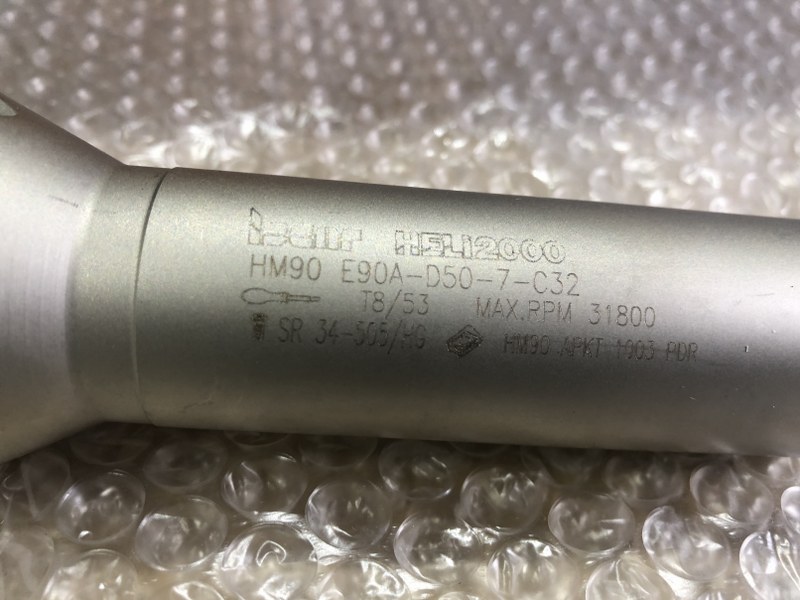 iscar HELI2000
HM90 E90A-D50-7-C32
T8/53 MAX.RPM 31800
SR 34-505/HG HM90 APKT 1003 PDR